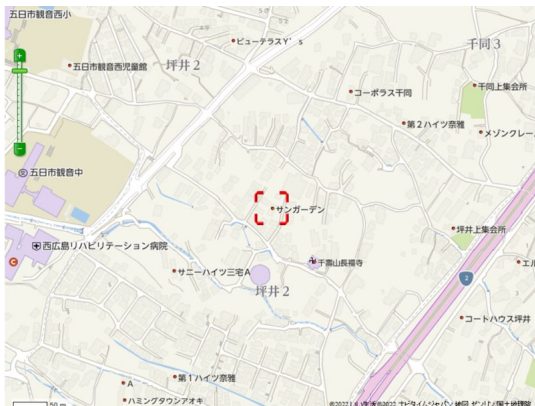 五日市観音西小
ビューテラスY's
千同3
五日市観音西児童館
坪井2
コーポラス千同
千同上集会所
第2ハイツ奈雅
メゾングレー
五日市観音中
サンガーデン
坪井上集会所
西広島リハビリテーション病院
千壽山長福寺
サニーハイツ三宅A
エル
2
坪井2
コートハウス坪井
第1ハイツ奈雅
A
ハミングタウンアオキ
50 m